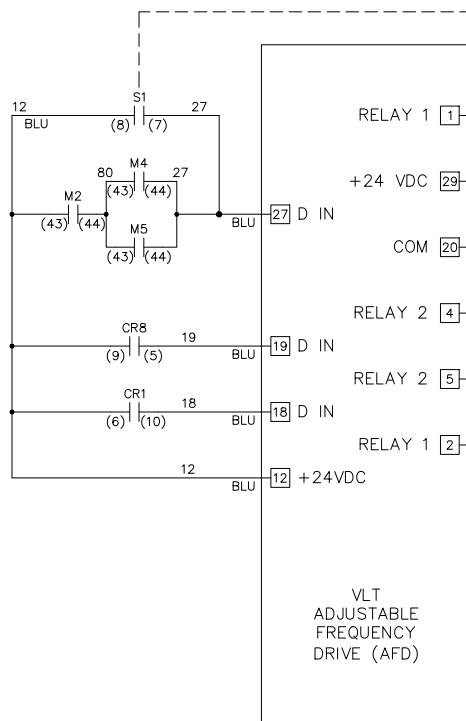 S1
12
27
BLU
(8)
(7)
RELAY 1
1
80
M4
27
(43)
(44)
+24 VDC
29
M2
(43)
(44)
M5
(43)
(44)
BLU
27
D IN
COM
20
RELAY 2
4
CR8
19
(9)
(5)
BLU
19
D IN
RELAY 2
5
CR1
18
(6)
(10)
BLU
18
D IN
RELAY 1
2
12
BLU
12
+24VDC
VLT
ADJUSTABLE
FREQUENCY
DRIVE (AFD)